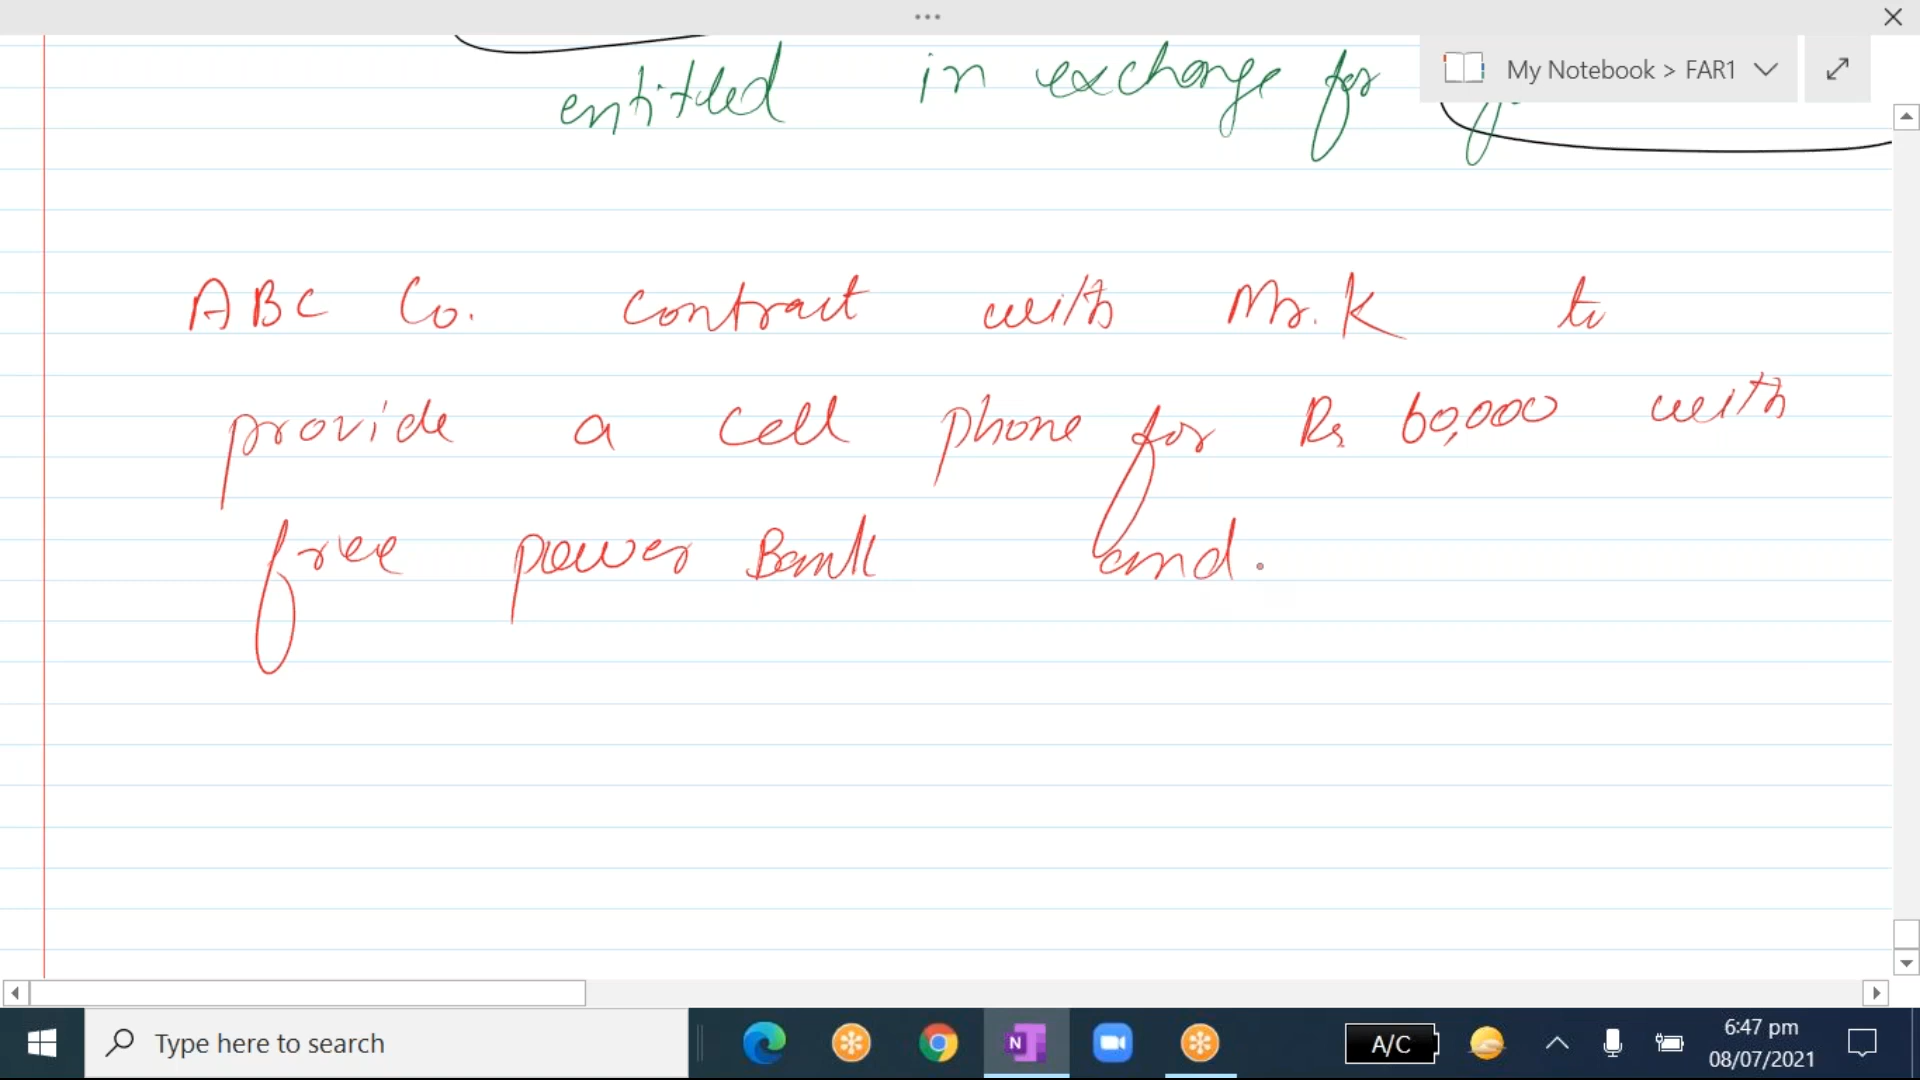 entitled in exchange for
My Notebook > FAR1
ABC Co. contract with Mr. K to
provide a cell phone for Rs 60,000 with
free power Bank and.
Type here to search
A/C
6:47 pm
08/07/2021